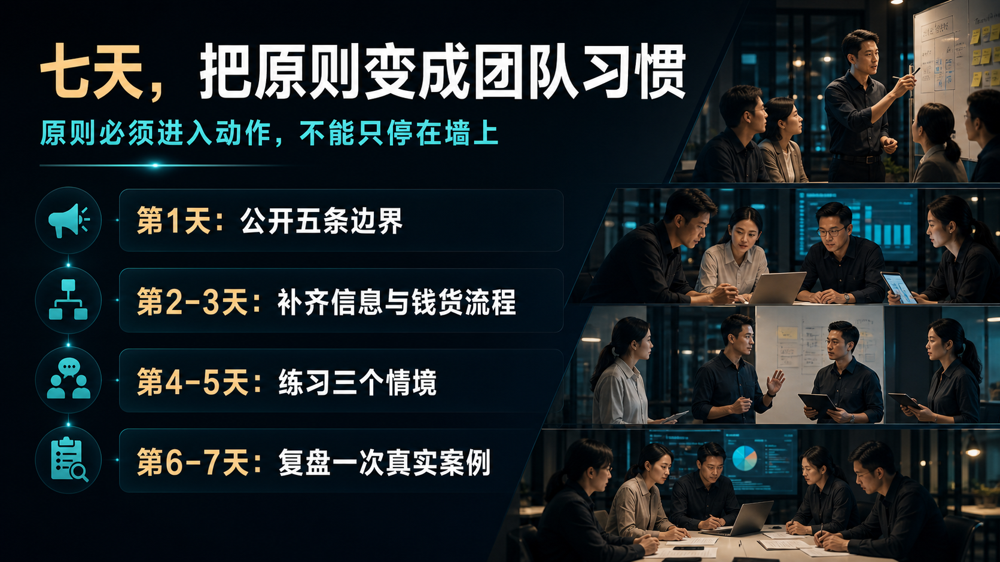 七天，把原则变成团队习惯
原则必须进入动作，不能只停在墙上
第1天：公开五条边界
第2-3天：补齐信息与钱货流程
第4-5天：练习三个情境
第6-7天：复盘一次真实案例